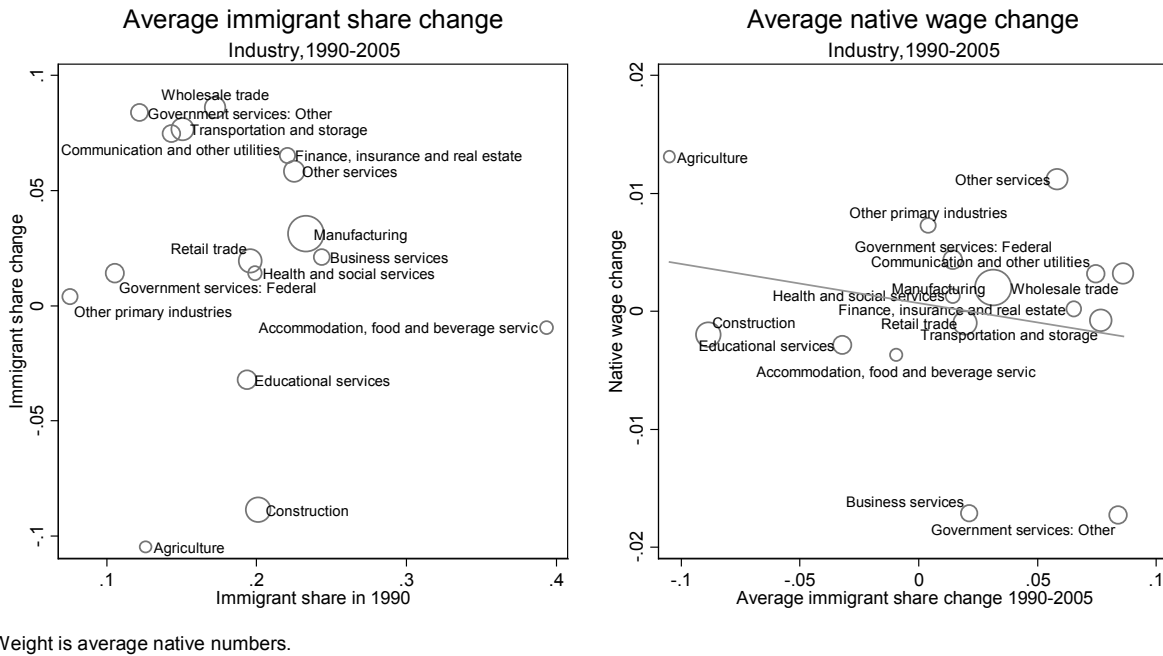 Average immigrant share change
Industry,1990-2005
Immigrant share change
.1
.05
0
-.05
-.1
Wholesale trade
Government services: Other
Transportation and storage
Communication and other utilities
Finance, insurance and real estate
Other services
Manufacturing
Retail trade
Business services
Health and social services
Government services: Federal
Other primary industries
Accommodation, food and beverage servic
Educational services
Construction
Agriculture
.1 .2 .3 .4
Immigrant share in 1990
Average native wage change
Industry,1990-2005
Native wage change
.02
.01
0
-.01
-.02
Agriculture
Other services
Other primary industries
Government services: Federal
Communication and other utilities
Manufacturing
Wholesale trade
Health and social services
Finance, insurance and real estate
Construction
Retail trade
Transportation and storage
Educational services
Accommodation, food and beverage servic
Business services
Government services: Other
-.1 -.05 0 .05 .1
Average immigrant share change 1990-2005
Weight is average native numbers.